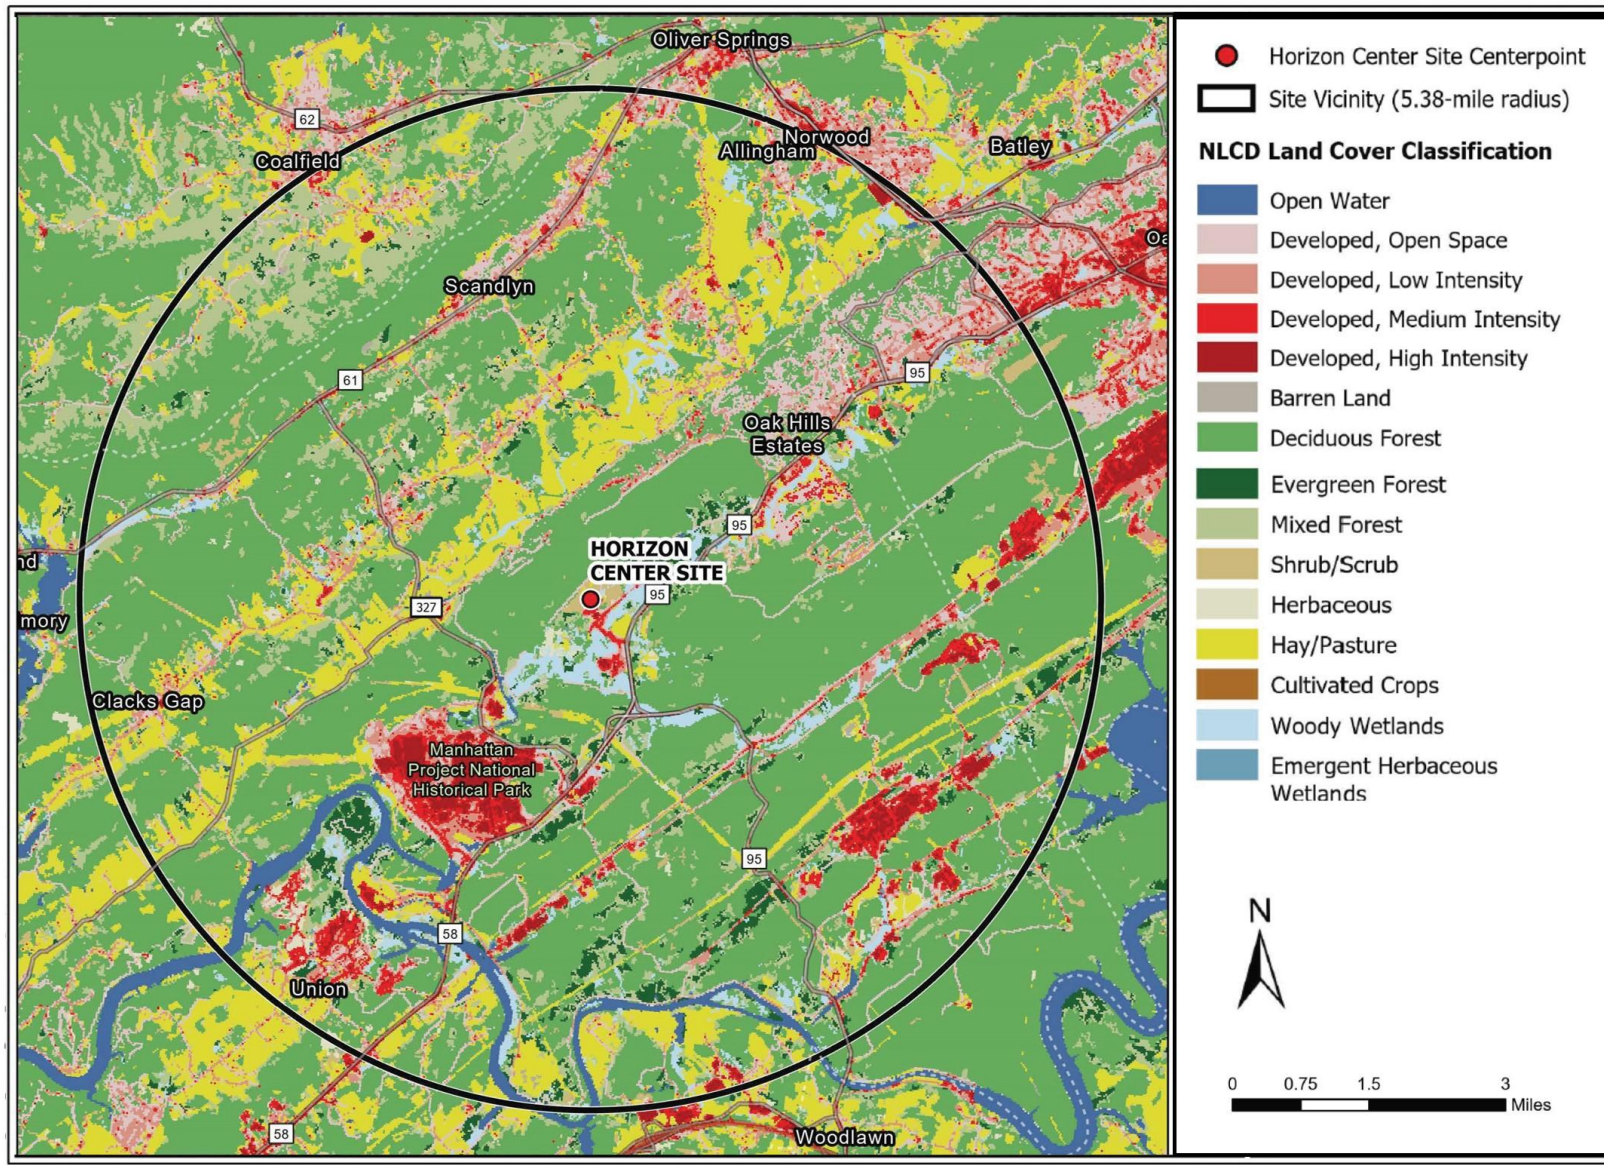 Oliver Springs
62
Norwood
Allingham
Batley
Coalfield
Oa
Scandlyn
61
95
Oak Hills
Estates
95
HORIZON
CENTER SITE
nd
95
327
mory
Clacks Gap
Manhattan
Project National
Historical Park
95
58
Union
58
Woodlawn
Horizon Center Site Centerpoint
Site Vicinity (5.38-mile radius)
NLCD Land Cover Classification
Open Water
Developed, Open Space
Developed, Low Intensity
Developed, Medium Intensity
Developed, High Intensity
Barren Land
Deciduous Forest
Evergreen Forest
Mixed Forest
Shrub/Scrub
Herbaceous
Hay/Pasture
Cultivated Crops
Woody Wetlands
Emergent Herbaceous
Wetlands
N
0 0.75 1.5 3
Miles